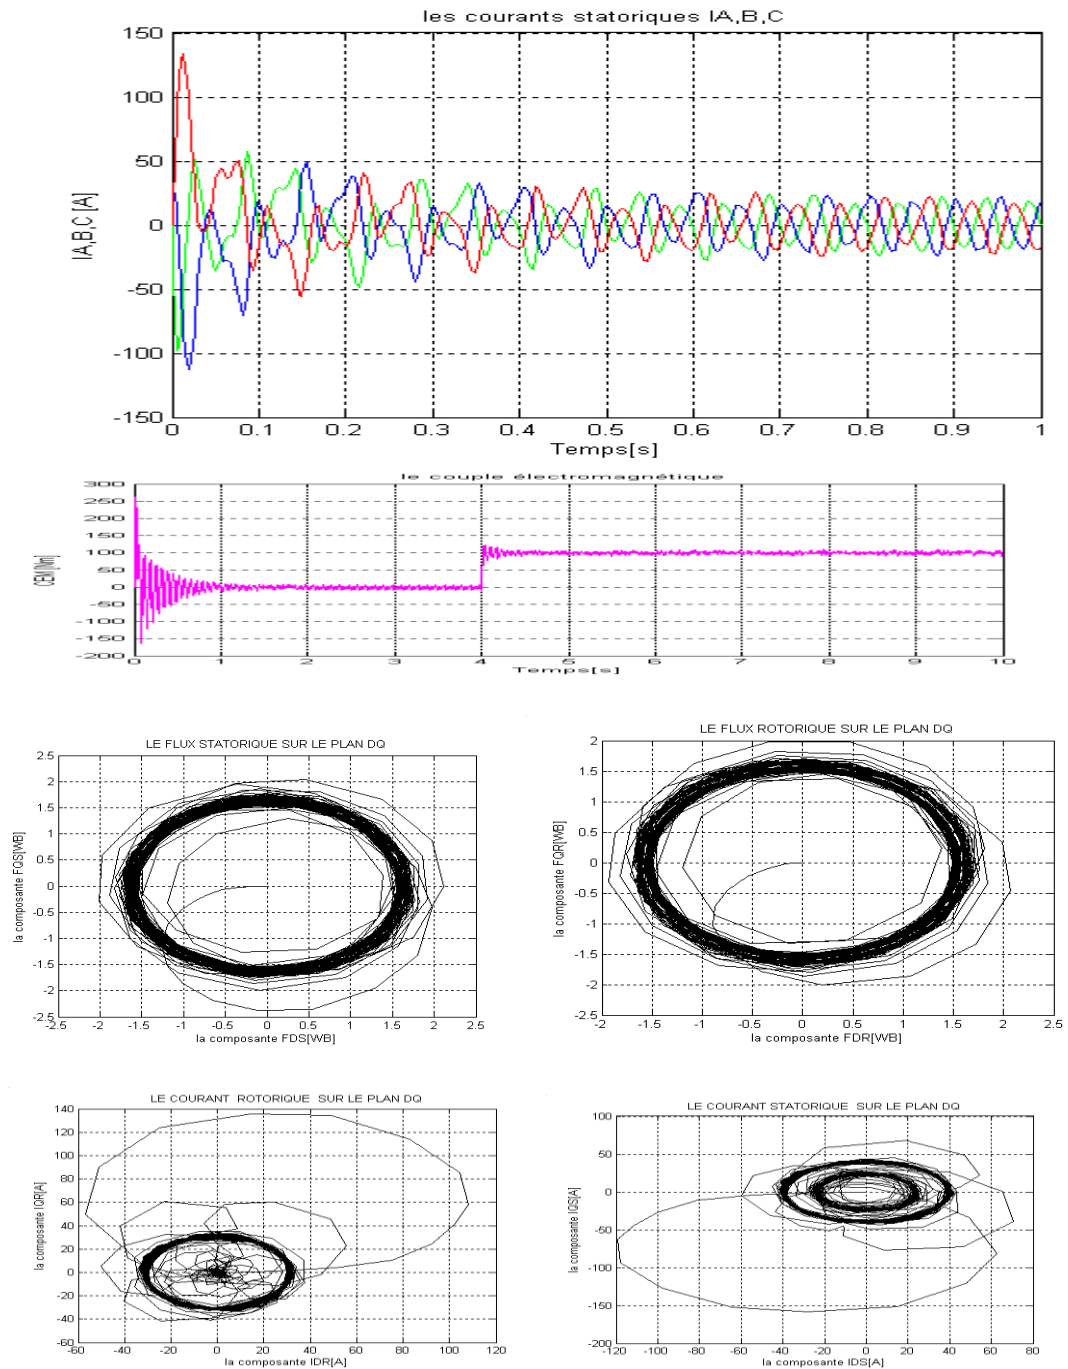 les courants statoriques IA,B,C
150
100
50
0
-50
-100
-150
IA,B,C [A]
0 0.1 0.2 0.3 0.4 0.5 0.6 0.7 0.8 0.9 1
Temps[s]
le couple électromagnétique
300
250
200
150
100
50
0
-50
-100
-150
-200
CEM[Nm]
0 1 2 3 4 5 6 7 8 9 10
Temps[s]
LE FLUX STATORIQUE SUR LE PLAN DQ
2.5
2
1.5
1
0.5
0
-0.5
-1
-1.5
-2
-2.5
la composante FQS[WB]
-2.5 -2 -1.5 -1 -0.5 0 0.5 1 1.5 2 2.5
la composante FDS[WB]
LE FLUX ROTORIQUE SUR LE PLAN DQ
2
1.5
1
0.5
0
-0.5
-1
-1.5
-2
-2.5
la composante FQR[WB]
-2 -1.5 -1 -0.5 0 0.5 1 1.5 2 2.5
la composante FDR[WB]
LE COURANT ROTORIQUE SUR LE PLAN DQ
140
120
100
80
60
40
20
0
-20
-40
-60
la composante IQR[A]
-60 -40 -20 0 20 40 60 80 100 120
la composante IDR[A]
LE COURANT STATORIQUE SUR LE PLAN DQ
100
50
0
-50
-100
-150
-200
la composante IQS[A]
-120 -100 -80 -60 -40 -20 0 20 40 60 80
la composante IDS[A]